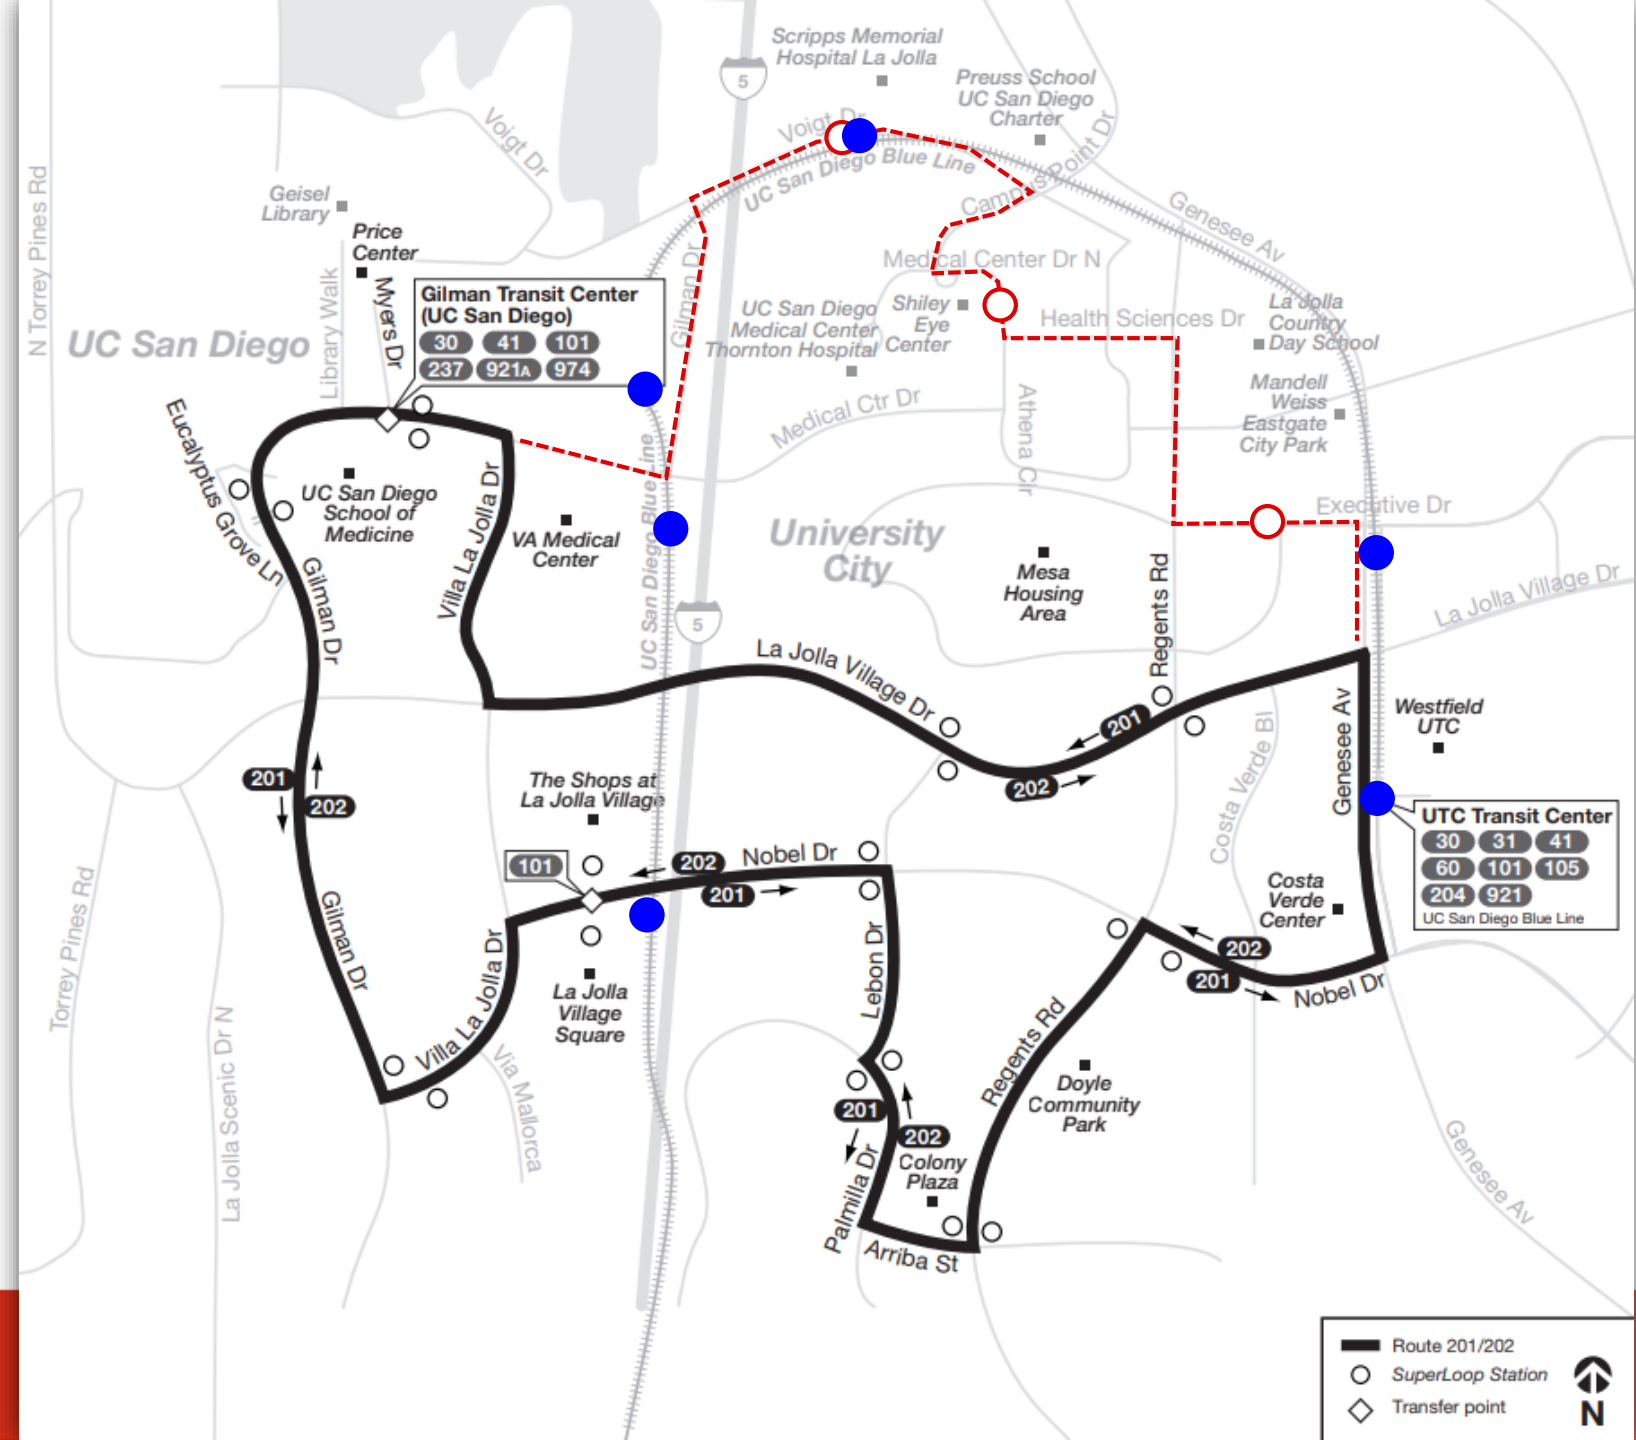 Scripps Memorial
Hospital La Jolla
5
Preuss School
UC San Diego
Charter
Voigt Dr
Voigt Dr
UC San Diego Blue Line
Campus Point Dr
N Torrey Pines Rd
Geisel
Library
Price
Center
Genesee Av
Medical Center Dr N
Library Walk
Myers Dr
Gilman Transit Center
(UC San Diego)
30 41 101
237 921A 974
Gilman Dr
UC San Diego
UC San Diego
Medical Center
Thornton Hospital
Shiley
Eye
Center
Health Sciences Dr
La Jolla
Country
Day School
Mandell
Weiss
Eastgate
City Park
Medical Ctr Dr
Athena Cir
Eucalyptus Grove Ln
UC San Diego
School of
Medicine
Villa La Jolla Dr
VA Medical
Center
UC San Diego Blue Line
University
City
Executive Dr
Mesa
Housing
Area
Regents Rd
La Jolla Village Dr
Gilman Dr
5
La Jolla Village Dr
201
202
Genesee Av
Westfield
UTC
Costa Verde Bl
201
202
The Shops at
La Jolla Village
UTC Transit Center
30 31 41
60 101 105
204 921
UC San Diego Blue Line
101
202
Nobel Dr
201
Costa
Verde
Center
Torrey Pines Rd
Gilman Dr
Villa La Jolla Dr
Lebon Dr
202
201
Nobel Dr
La Jolla
Village
Square
La Jolla Scenic Dr N
Via Mallorca
Regents Rd
Doyle
Community
Park
201
202
Colony
Plaza
Palmilla Dr
Arriba St
Genesee Av
Route 201/202
SuperLoop Station
Transfer point
N